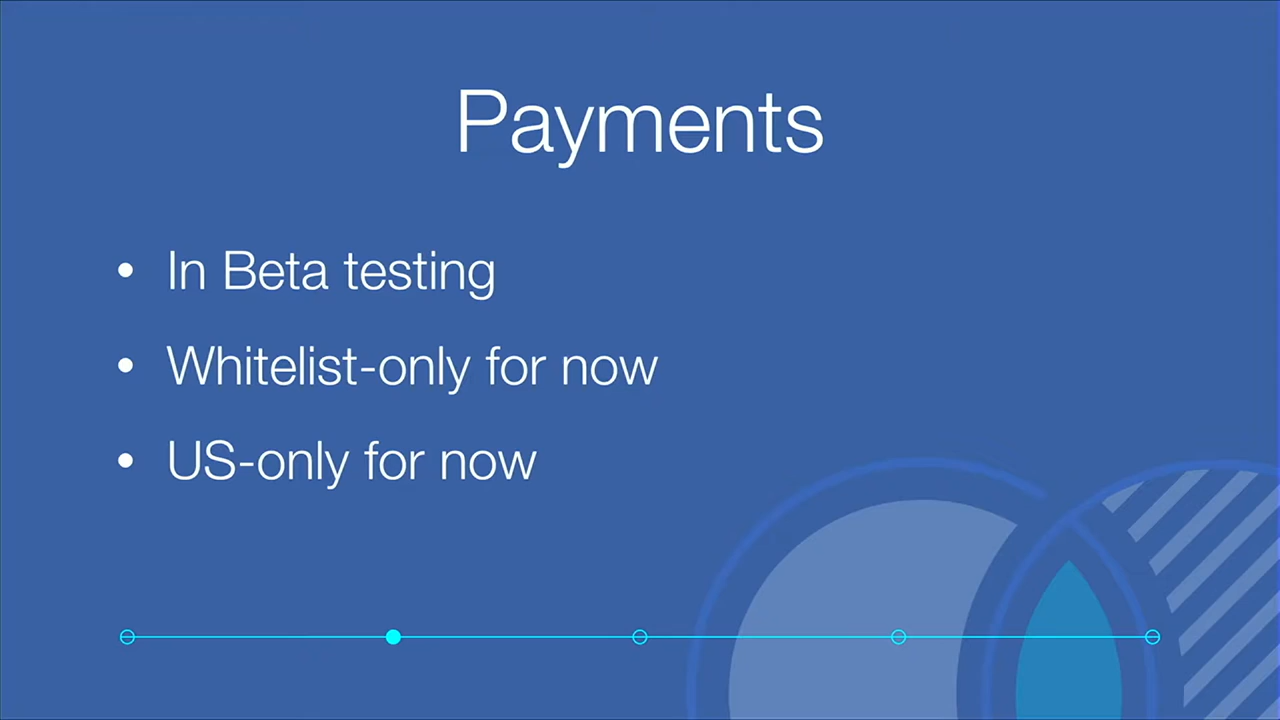 Payments
• In Beta testing
• Whitelist-only for now
• US-only for now